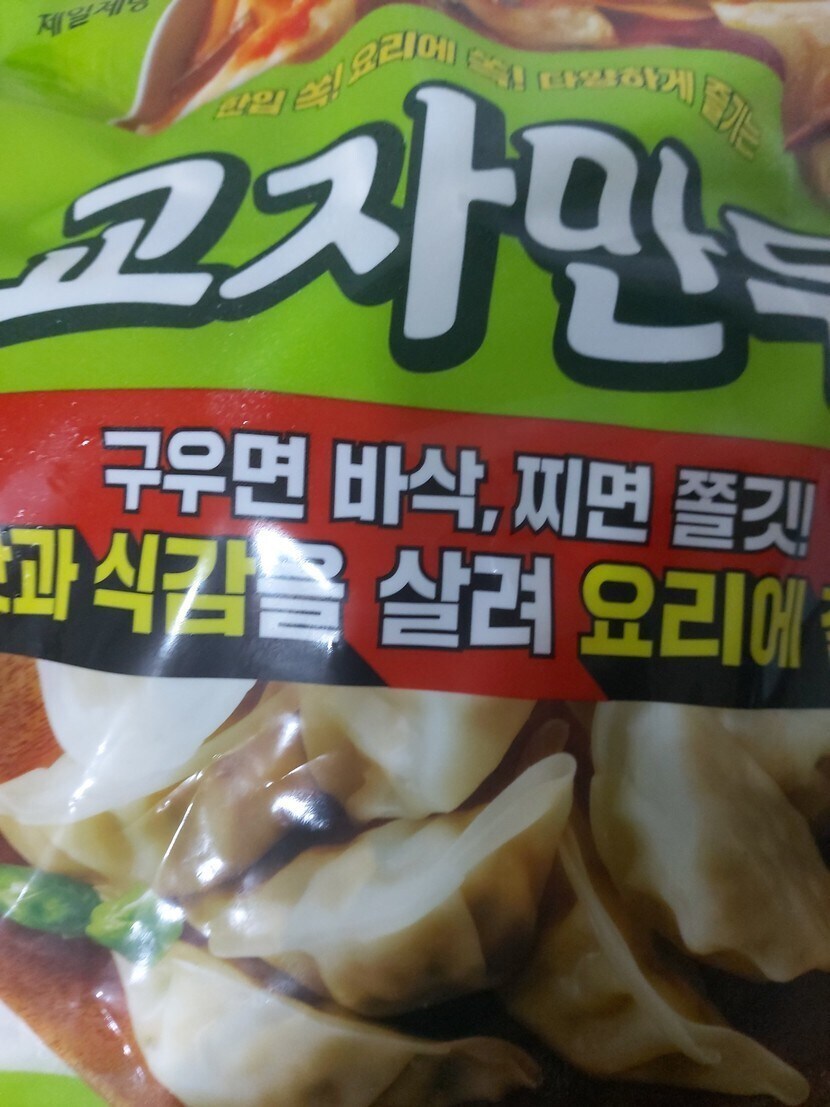 제일제당
한입 쏙! 요리에 쏙! 다양하게 즐기는
교자만두
구우면 바삭, 찌면 쫄깃!
식감을 살려 요리에